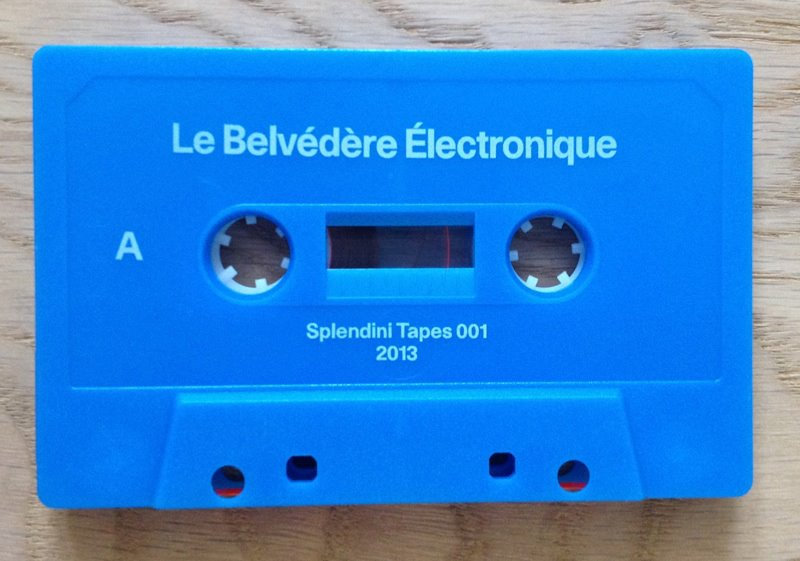 Le Belvédère Électronique
A
Splendini Tapes 001
2013